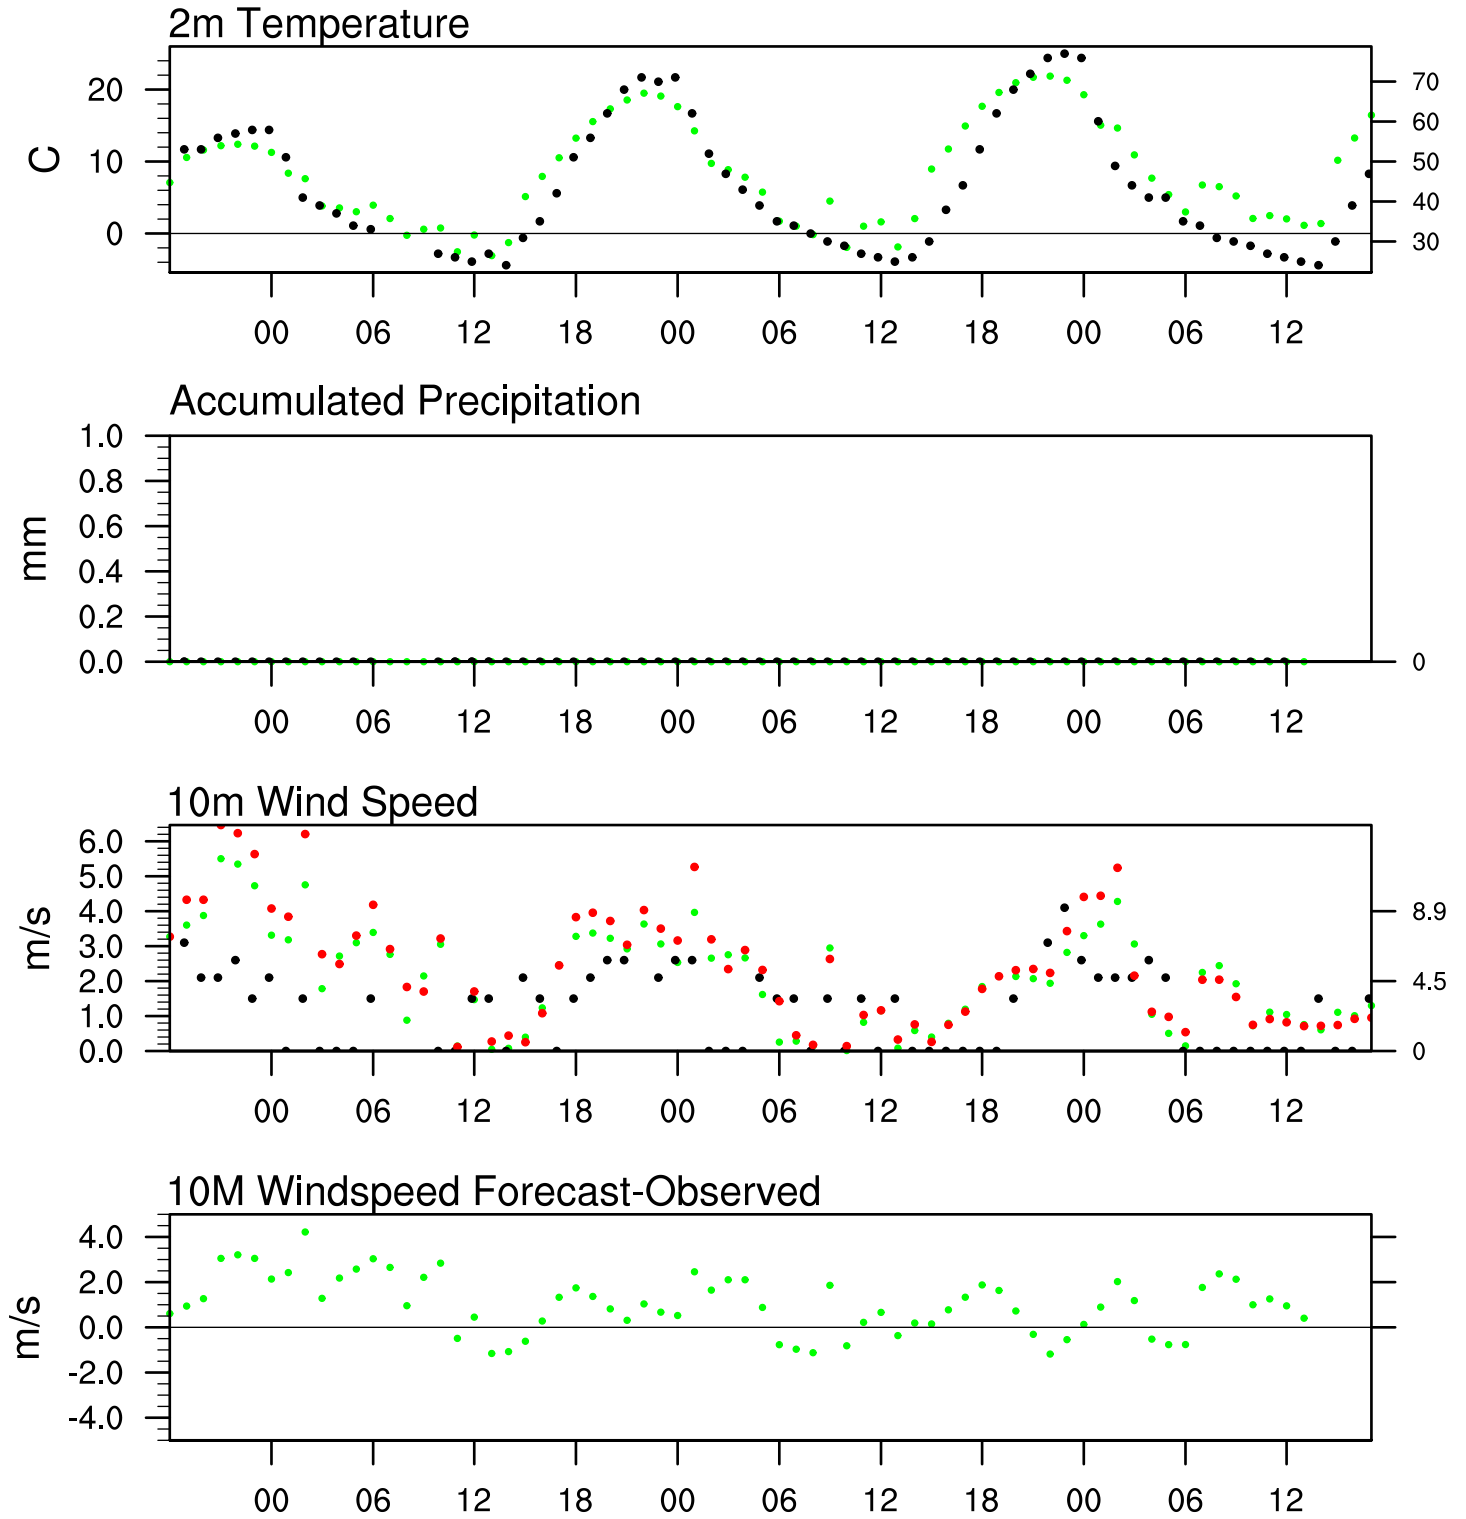 2m Temperature
20
10
0
C
70
60
50
40
30
00 06 12 18 00 06 12 18 00 06 12
Accumulated Precipitation
1.0
0.8
0.6
0.4
0.2
0.0
mm
0
00 06 12 18 00 06 12 18 00 06 12
10m Wind Speed
6.0
5.0
4.0
3.0
2.0
1.0
0.0
m/s
8.9
4.5
0
00 06 12 18 00 06 12 18 00 06 12
10M Windspeed Forecast-Observed
4.0
2.0
0.0
-2.0
-4.0
m/s
00 06 12 18 00 06 12 18 00 06 12